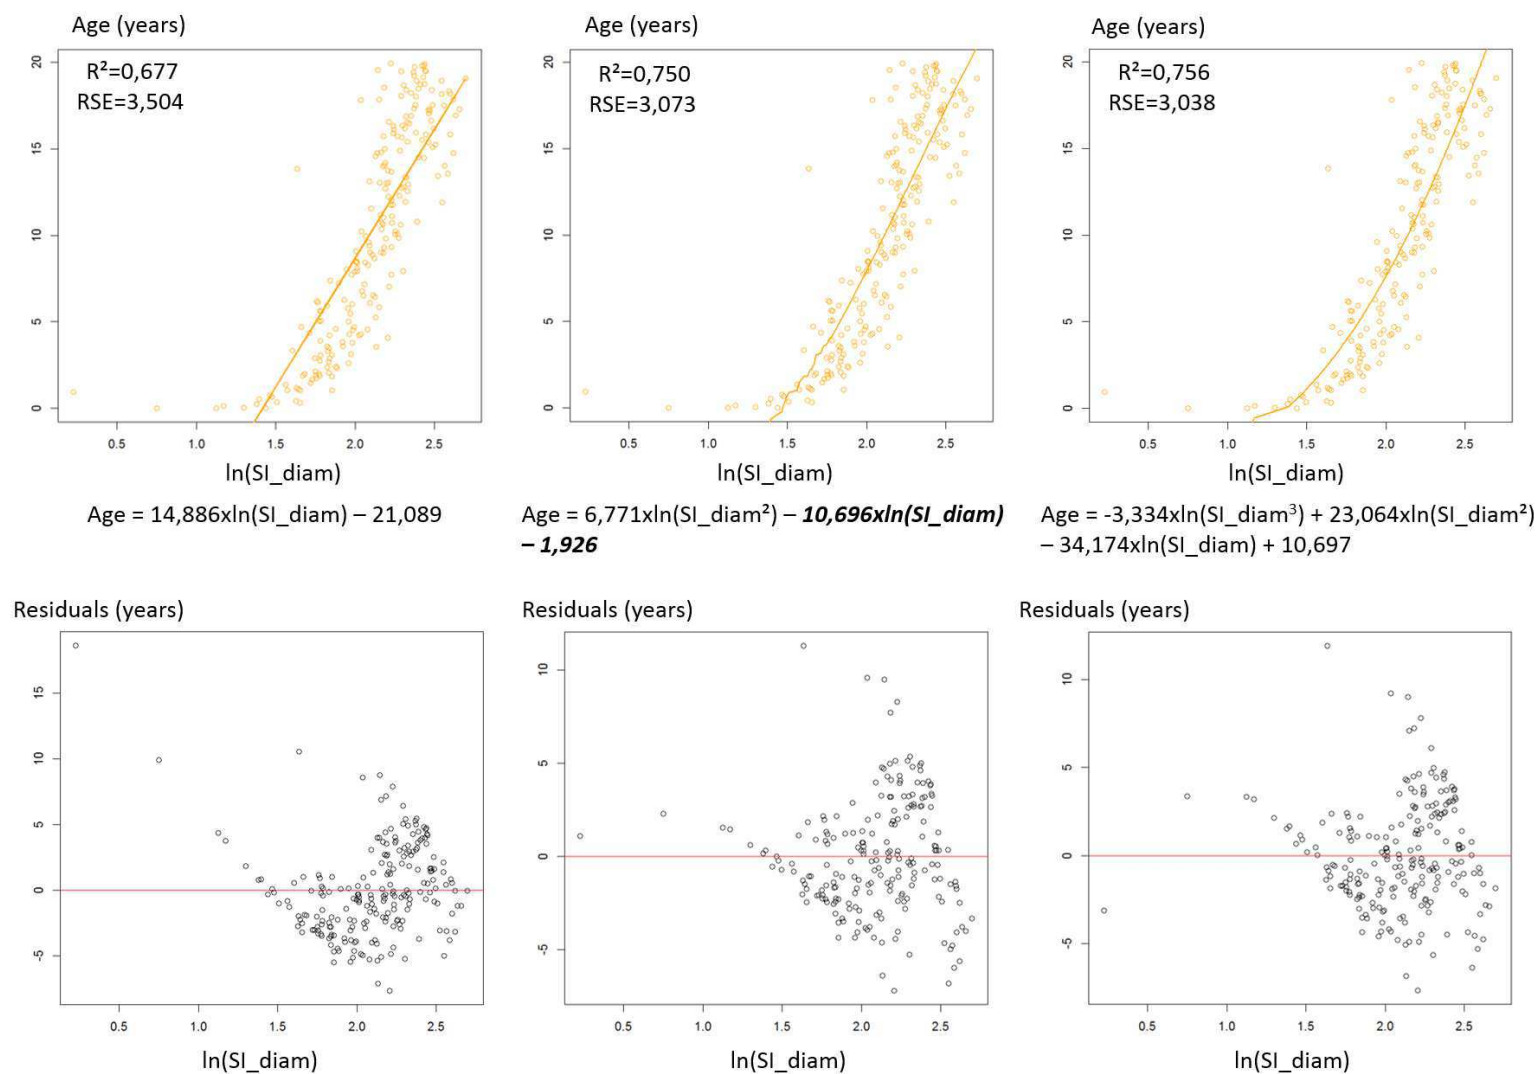 Age (years)
Age (years)
Age (years)
R²=0,677
RSE=3,504
R²=0,750
RSE=3,073
R²=0,756
RSE=3,038
20
15
10
5
0
0.5 1.0 1.5 2.0 2.5
ln(SI_diam)
20
15
10
5
0
0.5 1.0 1.5 2.0 2.5
ln(SI_diam)
20
15
10
5
0
0.5 1.0 1.5 2.0 2.5
ln(SI_diam)
Age = 14,886xln(SI_diam) – 21,089
Age = 6,771xln(SI_diam²) – 10,696xln(SI_diam)
– 1,926
Age = -3,334xln(SI_diam³) + 23,064xln(SI_diam²)
– 34,174xln(SI_diam) + 10,697
Residuals (years)
Residuals (years)
Residuals (years)
15
10
5
0
-5
0.5 1.0 1.5 2.0 2.5
ln(SI_diam)
10
5
0
-5
0.5 1.0 1.5 2.0 2.5
ln(SI_diam)
10
5
0
-5
0.5 1.0 1.5 2.0 2.5
ln(SI_diam)